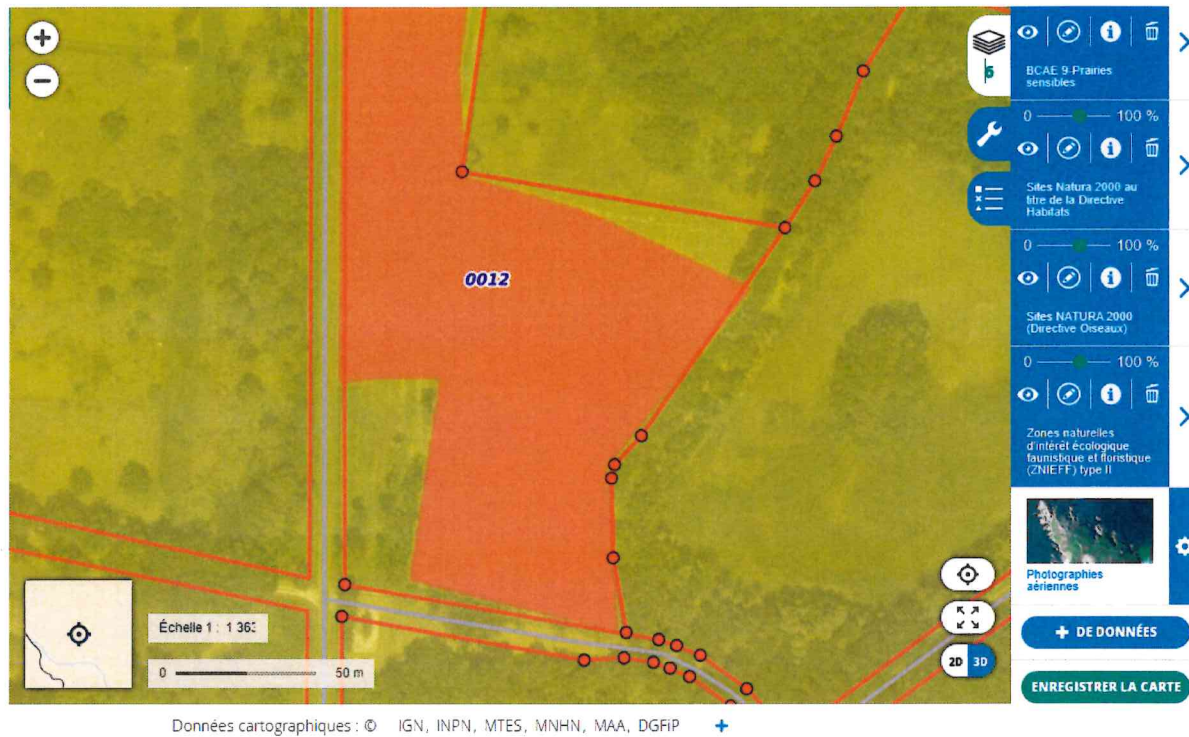 6
0012
BCAE 9-Prairies
sensibles
0 100 %
Sites Natura 2000 au
titre de la Directive
Habitats
0 100 %
Sites NATURA 2000
(Directive Oiseaux)
0 100 %
Zones naturelles
d'intérêt écologique
faunistique et floristique
(ZNIEFF) type II
Photographies
aériennes
Échelle 1 : 1 363
0 50 m
2D 3D
+ DE DONNÉES
ENREGISTRER LA CARTE
Données cartographiques : © IGN, INPN, MTES, MNHN, MAA, DGFiP +